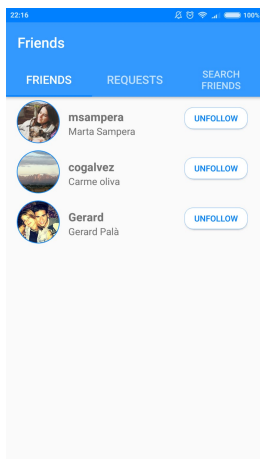 22:16
100%
Friends
FRIENDS
REQUESTS
SEARCH
FRIENDS
msampera
UNFOLLOW
Marta Sampera
cogalvez
UNFOLLOW
Carme oliva
Gerard
UNFOLLOW
Gerard Palà